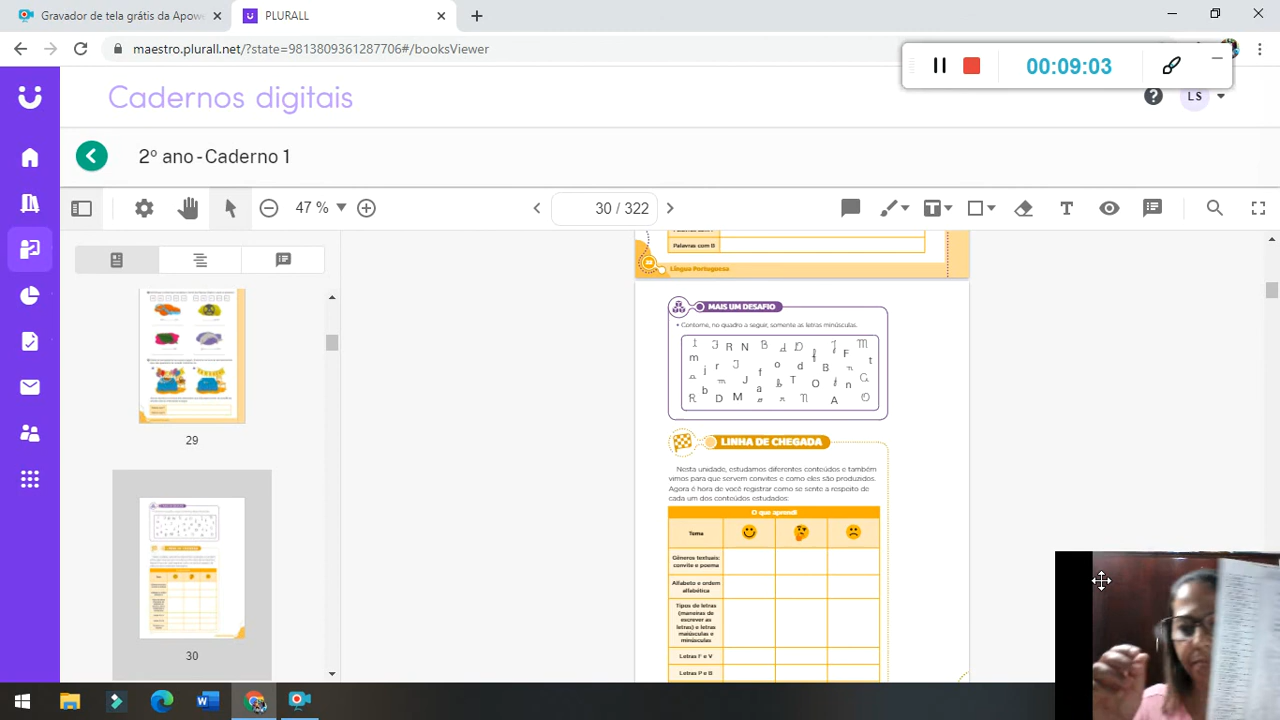 Gravador de tela grátis da Apow
PLURALL
maestro.plurall.net/?state=9813809361287706#/booksViewer
00:09:03
Cadernos digitais
LS
2º ano - Caderno 1
47 %
30 / 322
Palavras com B
Língua Portuguesa
29
30
MAIS UM DESAFIO
• Contorne, no quadro a seguir, somente as letras minúsculas.
LINHA DE CHEGADA
Nesta unidade, estudamos diferentes conteúdos e também
vimos para que servem convites e como eles são produzidos.
Agora é hora de você registrar como se sente a respeito de
cada um dos conteúdos estudados:
O que aprendi
Tema
Gêneros textuais:
convite e poema
Alfabeto e ordem
alfabética
Tipos de letras
(maneiras de
escrever as
letras) e letras
maiúsculas e
minúsculas
Letras F e V
Letras P e B